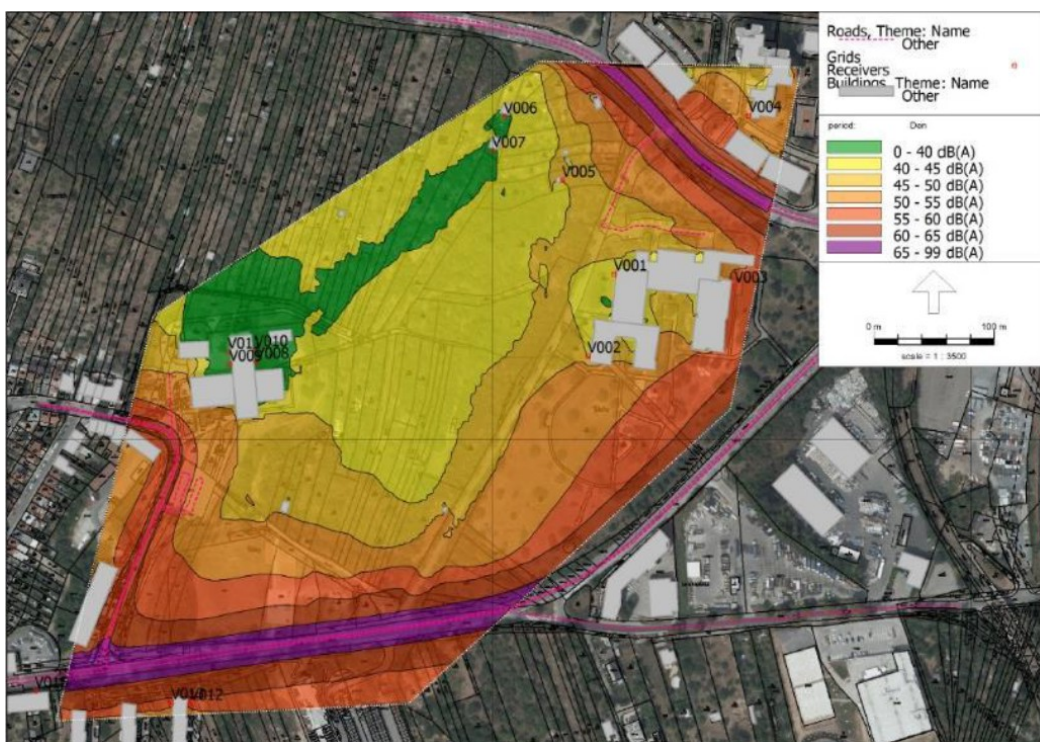 Roads, Theme: Name
Other
Grids
Receivers
Buildings, Theme: Name
Other
period: Den
0 - 40 dB(A)
40 - 45 dB(A)
45 - 50 dB(A)
50 - 55 dB(A)
55 - 60 dB(A)
60 - 65 dB(A)
65 - 99 dB(A)
0 m 100 m
scale = 1 : 3500
V006
V004
V007
V005
V001
V003
V002
V010
V009
V008